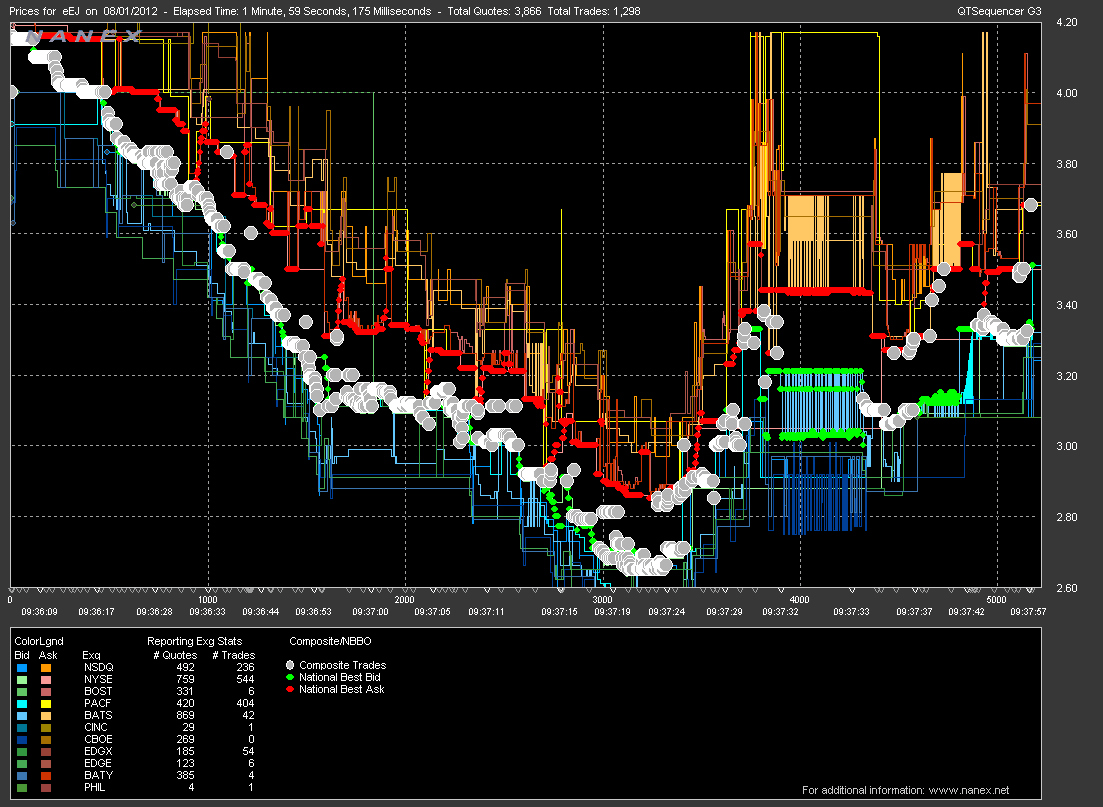 Prices for eEJ on 08/01/2012 - Elapsed Time: 1 Minute, 59 Seconds, 175 Milliseconds - Total Quotes: 3,866 Total Trades: 1,298 QTSequencer G3
NANEX
4.20
4.00
3.80
3.60
3.40
3.20
3.00
2.80
2.60
0 1000 2000 3000 4000 5000
09:36:09 09:36:17 09:36:28 09:36:33 09:36:44 09:36:53 09:37:00 09:37:05 09:37:11 09:37:15 09:37:19 09:37:24 09:37:29 09:37:32 09:37:33 09:37:37 09:37:42 09:37:57
ColorLgnd Reporting Exg Stats Composite/NBBO
Bid Ask Exq # Quotes # Trades
NSDQ 492 236 Composite Trades
NYSE 759 544 National Best Bid
BOST 331 6 National Best Ask
PACF 420 404
BATS 869 42
CINC 29 1
CBOE 269 0
EDGX 185 54
EDGE 123 6
BATY 385 4
PHIL 4 1
For additional information: www.nanex.net